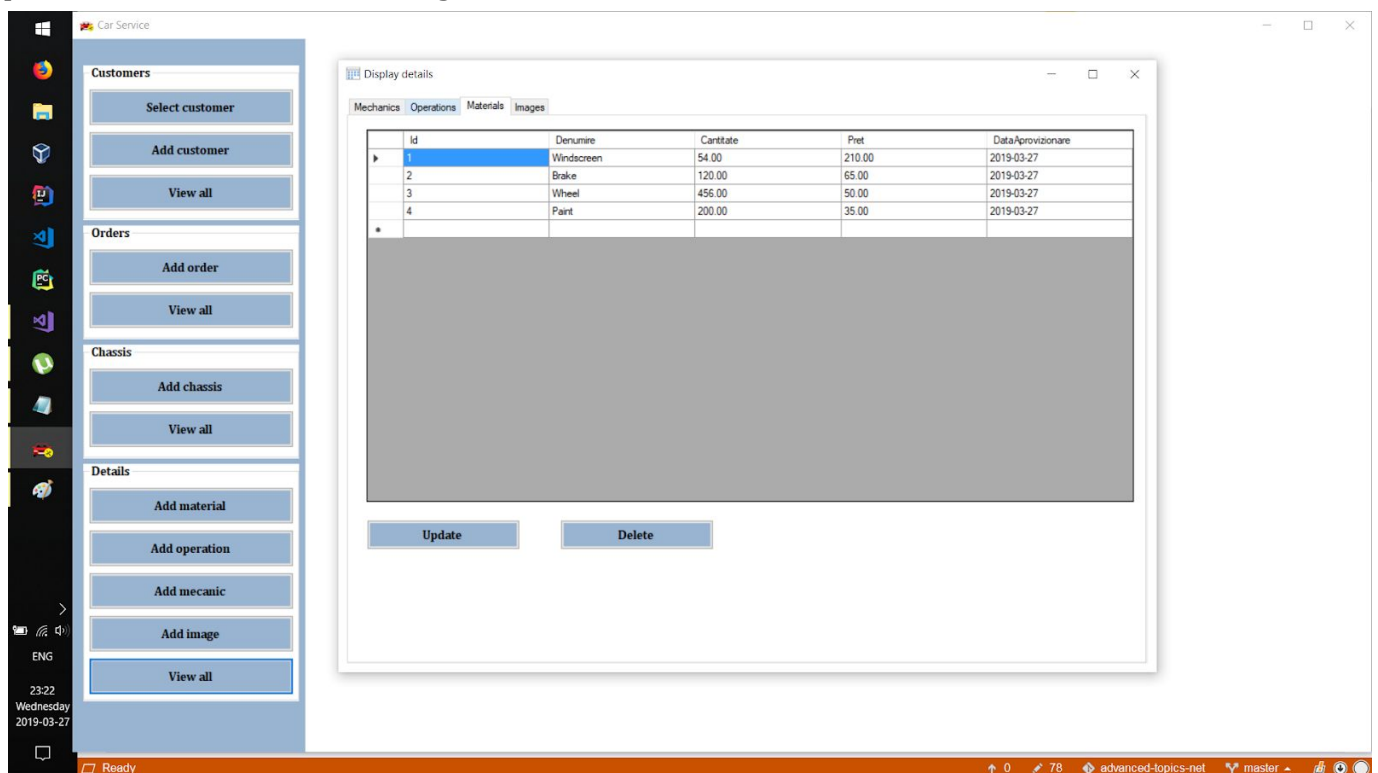 Car Service
Customers
Select customer
Add customer
View all
Orders
Add order
View all
Chassis
Add chassis
View all
Details
Add material
Add operation
Add mecanic
Add image
View all
Display details
Mechanics Operations Materials Images
Id Denumire Cantitate Pret DataAprovizionare
1 Windscreen 54.00 210.00 2019-03-27
2 Brake 120.00 65.00 2019-03-27
3 Wheel 456.00 50.00 2019-03-27
4 Paint 200.00 35.00 2019-03-27
Update Delete
PC
ENG
23:22
Wednesday
2019-03-27
Ready 0 78 advanced-topics-net master